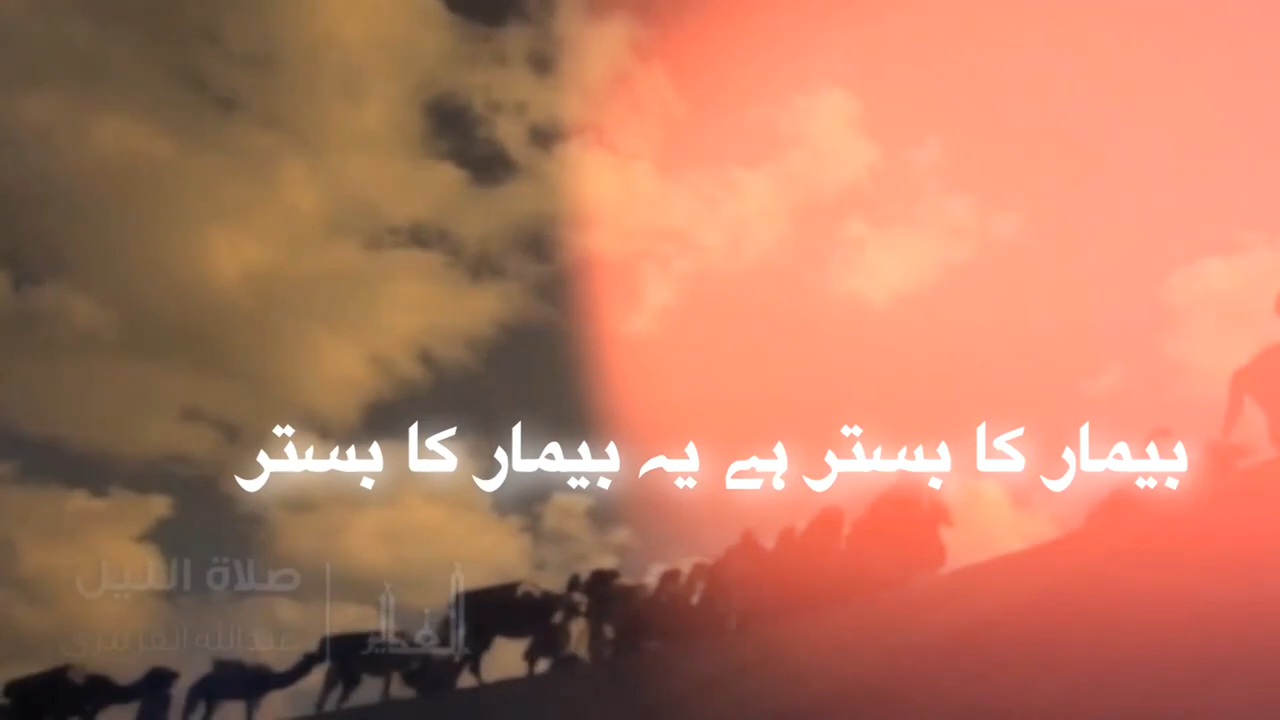 بیمار کا بستر ہے یہ بیمار کا بستر
صلاة الليل